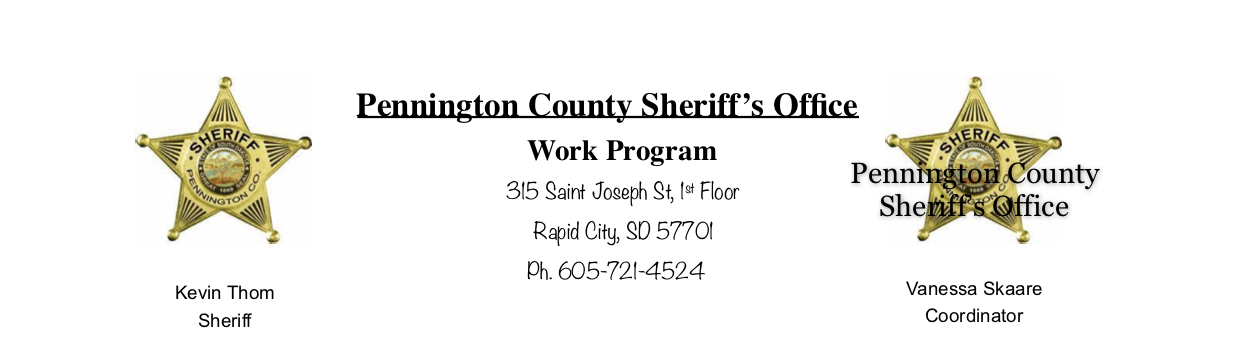 Pennington County Sheriff's Office
Work Program
315 Saint Joseph St, 1st Floor
Rapid City, SD 57701
Ph. 605-721-4524
SHERIFF
PENNINGTON CO.
Kevin Thom
Sheriff
SHERIFF
Pennington County
Sheriff's Office
Vanessa Skaare
Coordinator